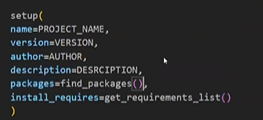 setup(
name=PROJECT_NAME,
version=VERSION,
author=AUTHOR,
description=DESRCIPTION,
packages=find_packages(),
install_requires=get_requirements_list()
)